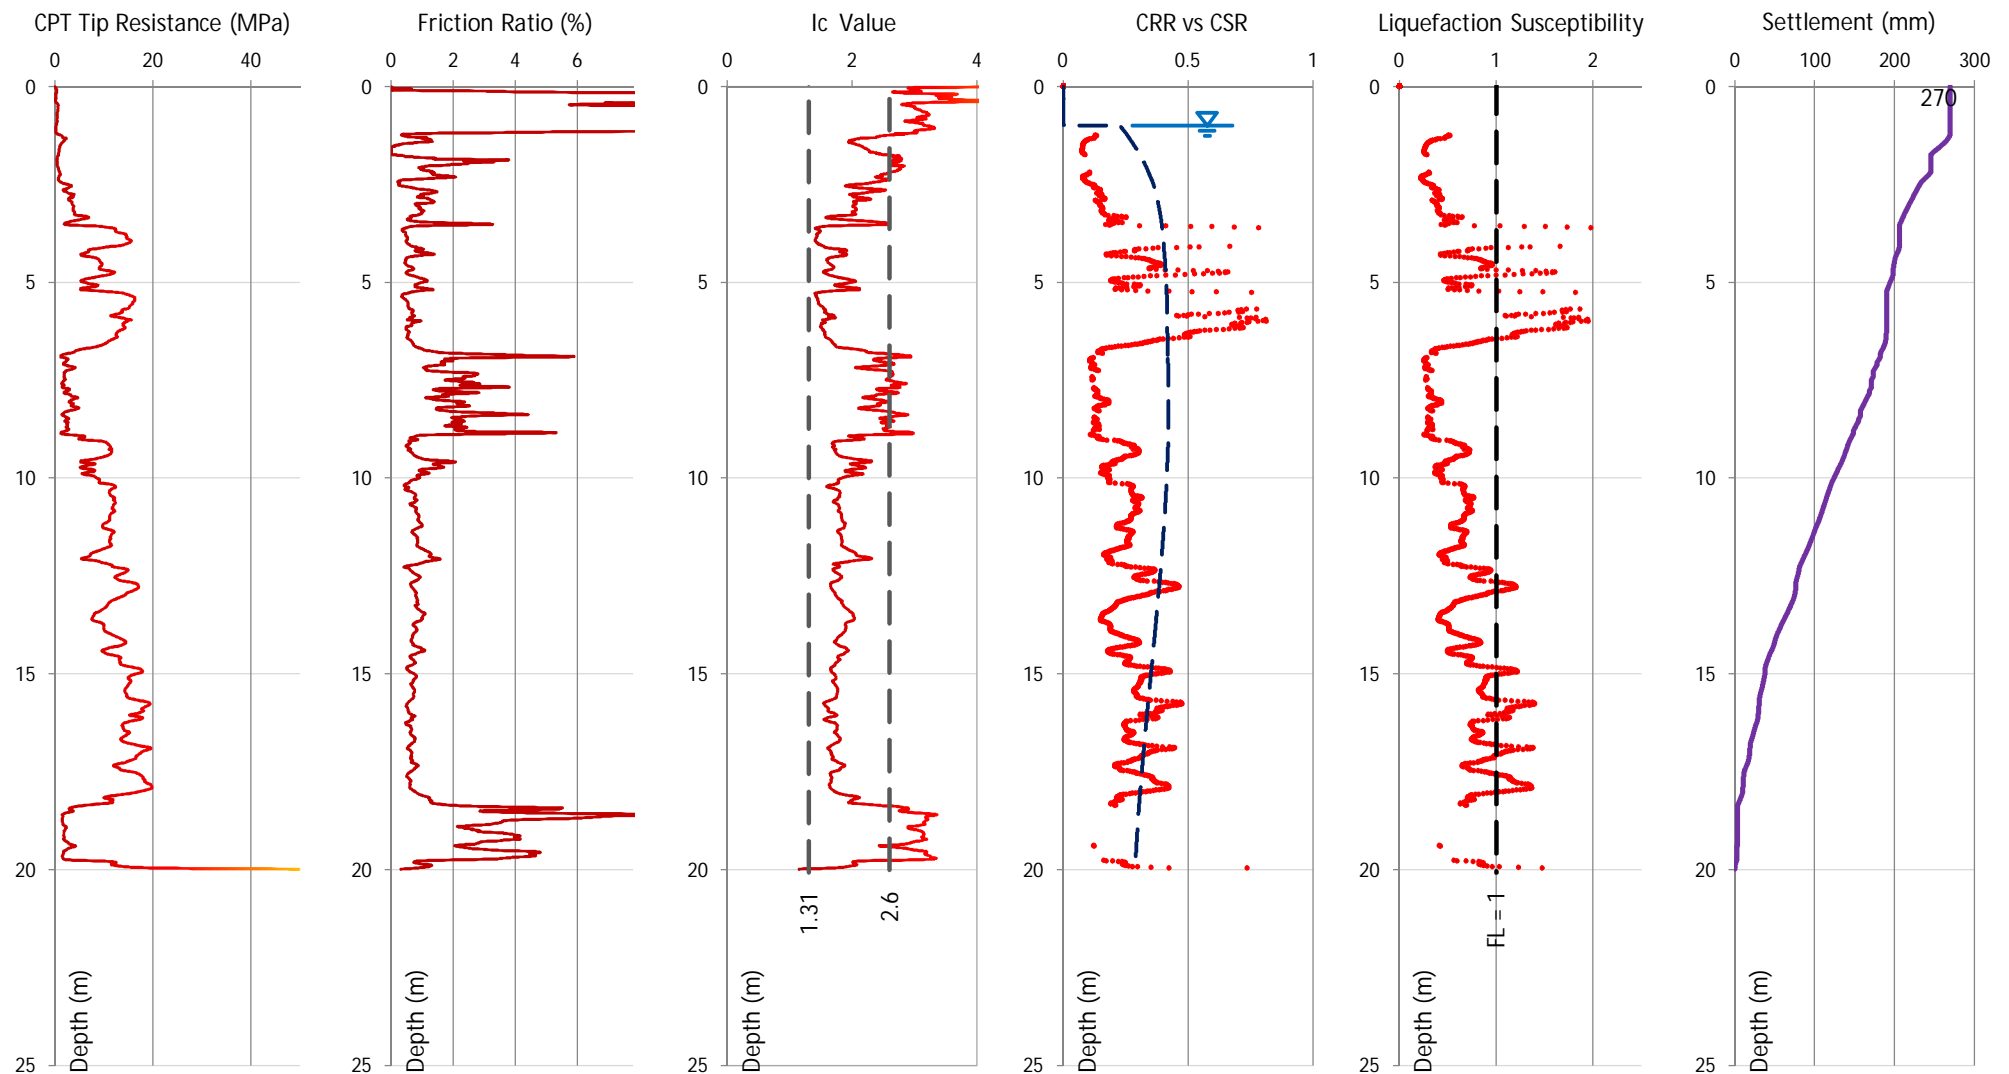 CPT Tip Resistance (MPa)
Friction Ratio (%)
Ic Value
CRR vs CSR
Liquefaction Susceptibility
Settlement (mm)
0 20 40
0 2 4 6
0 2 4
0 0.5 1
0 1 2
0 100 200 300
0 0 0 0 0 0
270
5 5 5 5 5 5
10 10 10 10 10 10
15 15 15 15 15 15
20 20 20 20 20 20
1.31
2.6
FL = 1
Depth (m)
Depth (m)
Depth (m)
Depth (m)
Depth (m)
Depth (m)
25 25 25 25 25 25